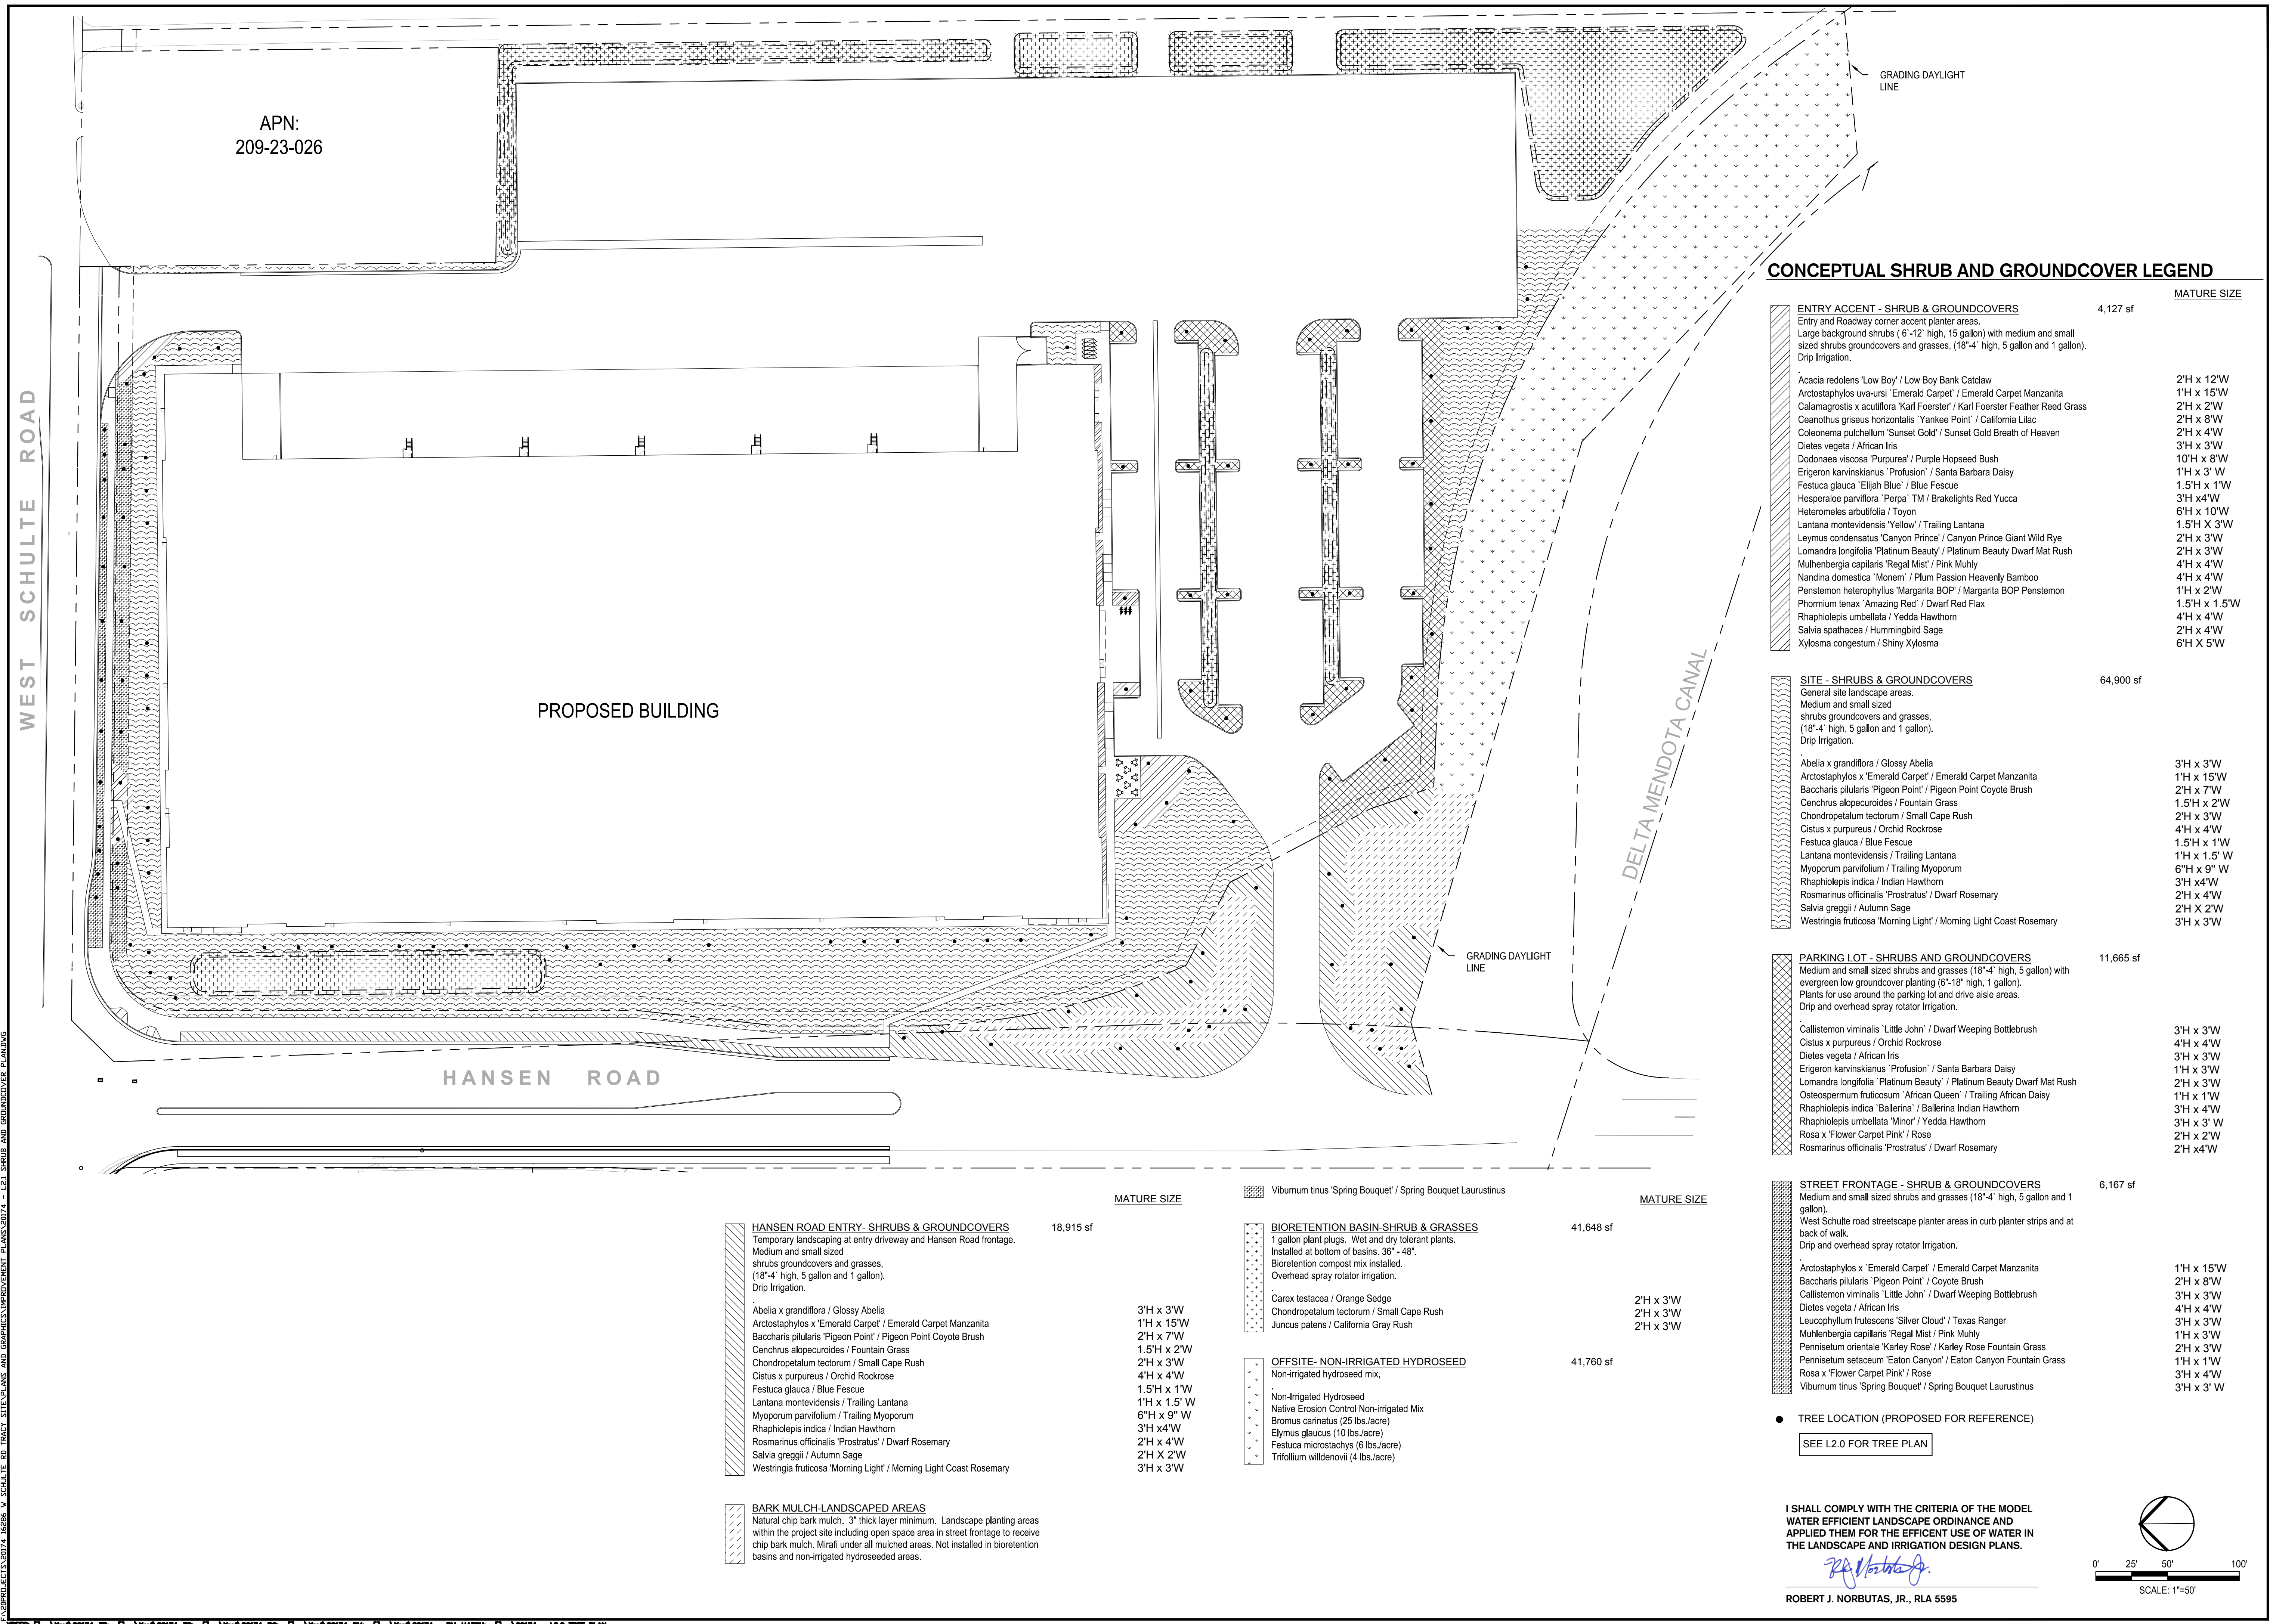 APN:
209-23-026
GRADING DAYLIGHT
LINE
WEST SCHULTE ROAD
PROPOSED BUILDING
DELTA MENDOTA CANAL
GRADING DAYLIGHT
LINE
HANSEN ROAD
CONCEPTUAL SHRUB AND GROUNDCOVER LEGEND
MATURE SIZE
ENTRY ACCENT - SHRUB & GROUNDCOVERS 4,127 sf
Entry and Roadway corner accent planter areas.
Large background shrubs ( 6`-12` high, 15 gallon) with medium and small
sized shrubs groundcovers and grasses, (18"-4` high, 5 gallon and 1 gallon).
Drip Irrigation.
.
Acacia redolens 'Low Boy' / Low Boy Bank Catclaw 2'H x 12'W
Arctostaphylos uva-ursi `Emerald Carpet` / Emerald Carpet Manzanita 1'H x 15'W
Calamagrostis x acutiflora 'Karl Foerster' / Karl Foerster Feather Reed Grass 2'H x 2'W
Ceanothus griseus horizontalis `Yankee Point` / California Lilac 2'H x 8'W
Coleonema pulchellum 'Sunset Gold' / Sunset Gold Breath of Heaven 2'H x 4'W
Dietes vegeta / African Iris 3'H x 3'W
Dodonaea viscosa 'Purpurea' / Purple Hopseed Bush 10'H x 8'W
Erigeron karvinskianus `Profusion` / Santa Barbara Daisy 1'H x 3' W
Festuca glauca `Elijah Blue` / Blue Fescue 1.5'H x 1'W
Hesperaloe parviflora `Perpa` TM / Brakelights Red Yucca 3'H x4'W
Heteromeles arbutifolia / Toyon 6'H x 10'W
Lantana montevidensis 'Yellow' / Trailing Lantana 1.5'H X 3'W
Leymus condensatus 'Canyon Prince' / Canyon Prince Giant Wild Rye 2'H x 3'W
Lomandra longifolia 'Platinum Beauty' / Platinum Beauty Dwarf Mat Rush 2'H x 3'W
Mulhenbergia capilaris 'Regal Mist' / Pink Muhly 4'H x 4'W
Nandina domestica `Monem` / Plum Passion Heavenly Bamboo 4'H x 4'W
Penstemon heterophyllus 'Margarita BOP' / Margarita BOP Penstemon 1'H x 2'W
Phormium tenax `Amazing Red` / Dwarf Red Flax 1.5'H x 1.5'W
Rhaphiolepis umbellata / Yedda Hawthorn 4'H x 4'W
Salvia spathacea / Hummingbird Sage 2'H x 4'W
Xylosma congestum / Shiny Xylosma 6'H X 5'W
SITE - SHRUBS & GROUNDCOVERS 64,900 sf
General site landscape areas.
Medium and small sized
shrubs groundcovers and grasses,
(18"-4` high, 5 gallon and 1 gallon).
Drip Irrigation.
.
Abelia x grandiflora / Glossy Abelia 3'H x 3'W
Arctostaphylos x 'Emerald Carpet' / Emerald Carpet Manzanita 1'H x 15'W
Baccharis pilularis 'Pigeon Point' / Pigeon Point Coyote Brush 2'H x 7'W
Cenchrus alopecuroides / Fountain Grass 1.5'H x 2'W
Chondropetalum tectorum / Small Cape Rush 2'H x 3'W
Cistus x purpureus / Orchid Rockrose 4'H x 4'W
Festuca glauca / Blue Fescue 1.5'H x 1'W
Lantana montevidensis / Trailing Lantana 1'H x 1.5' W
Myoporum parvifolium / Trailing Myoporum 6"H x 9" W
Rhaphiolepis indica / Indian Hawthorn 3'H x4'W
Rosmarinus officinalis 'Prostratus' / Dwarf Rosemary 2'H x 4'W
Salvia greggii / Autumn Sage 2'H X 2'W
Westringia fruticosa 'Morning Light' / Morning Light Coast Rosemary 3'H x 3'W
PARKING LOT - SHRUBS AND GROUNDCOVERS 11,665 sf
Medium and small sized shrubs and grasses (18"-4` high, 5 gallon) with
evergreen low groundcover planting (6"-18" high, 1 gallon).
Plants for use around the parking lot and drive aisle areas.
Drip and overhead spray rotator Irrigation.
.
Callistemon viminalis `Little John` / Dwarf Weeping Bottlebrush 3'H x 3'W
Cistus x purpureus / Orchid Rockrose 4'H x 4'W
Dietes vegeta / African Iris 3'H x 3'W
Erigeron karvinskianus `Profusion` / Santa Barbara Daisy 1'H x 3'W
Lomandra longifolia `Platinum Beauty` / Platinum Beauty Dwarf Mat Rush 2'H x 3'W
Osteospermum fruticosum `African Queen` / Trailing African Daisy 1'H x 1'W
Rhaphiolepis indica `Ballerina` / Ballerina Indian Hawthorn 3'H x 4'W
Rhaphiolepis umbellata 'Minor' / Yedda Hawthorn 3'H x 3' W
Rosa x 'Flower Carpet Pink' / Rose 2'H x 2'W
Rosmarinus officinalis 'Prostratus' / Dwarf Rosemary 2'H x4'W
STREET FRONTAGE - SHRUB & GROUNDCOVERS 6,167 sf
Medium and small sized shrubs and grasses (18"-4` high, 5 gallon and 1
gallon).
West Schulte road streetscape planter areas in curb planter strips and at
back of walk.
Drip and overhead spray rotator Irrigation.
.
Arctostaphylos x `Emerald Carpet` / Emerald Carpet Manzanita 1'H x 15'W
Baccharis pilularis `Pigeon Point` / Coyote Brush 2'H x 8'W
Callistemon viminalis `Little John` / Dwarf Weeping Bottlebrush 3'H x 3'W
Dietes vegeta / African Iris 4'H x 4'W
Leucophyllum frutescens 'Silver Cloud' / Texas Ranger 3'H x 3'W
Muhlenbergia capillaris 'Regal Mist / Pink Muhly 1'H x 3'W
Pennisetum orientale 'Karley Rose' / Karley Rose Fountain Grass 2'H x 3'W
Pennisetum setaceum 'Eaton Canyon' / Eaton Canyon Fountain Grass 1'H x 1'W
Rosa x 'Flower Carpet Pink' / Rose 3'H x 4'W
Viburnum tinus 'Spring Bouquet' / Spring Bouquet Laurustinus 3'H x 3' W
TREE LOCATION (PROPOSED FOR REFERENCE)
SEE L2.0 FOR TREE PLAN
MATURE SIZE
HANSEN ROAD ENTRY- SHRUBS & GROUNDCOVERS 18,915 sf
Temporary landscaping at entry driveway and Hansen Road frontage.
Medium and small sized
shrubs groundcovers and grasses,
(18"-4` high, 5 gallon and 1 gallon).
Drip Irrigation.
.
Abelia x grandiflora / Glossy Abelia 3'H x 3'W
Arctostaphylos x 'Emerald Carpet' / Emerald Carpet Manzanita 1'H x 15'W
Baccharis pilularis 'Pigeon Point' / Pigeon Point Coyote Brush 2'H x 7'W
Cenchrus alopecuroides / Fountain Grass 1.5'H x 2'W
Chondropetalum tectorum / Small Cape Rush 2'H x 3'W
Cistus x purpureus / Orchid Rockrose 4'H x 4'W
Festuca glauca / Blue Fescue 1.5'H x 1'W
Lantana montevidensis / Trailing Lantana 1'H x 1.5' W
Myoporum parvifolium / Trailing Myoporum 6"H x 9" W
Rhaphiolepis indica / Indian Hawthorn 3'H x4'W
Rosmarinus officinalis 'Prostratus' / Dwarf Rosemary 2'H x 4'W
Salvia greggii / Autumn Sage 2'H X 2'W
Westringia fruticosa 'Morning Light' / Morning Light Coast Rosemary 3'H x 3'W
BARK MULCH-LANDSCAPED AREAS
Natural chip bark mulch. 3" thick layer minimum. Landscape planting areas
within the project site including open space area in street frontage to receive
chip bark mulch. Mirafi under all mulched areas. Not installed in bioretention
basins and non-irrigated hydroseeded areas.
Viburnum tinus 'Spring Bouquet' / Spring Bouquet Laurustinus
MATURE SIZE
BIORETENTION BASIN-SHRUB & GRASSES 41,648 sf
1 gallon plant plugs. Wet and dry tolerant plants.
Installed at bottom of basins. 36" - 48".
Bioretention compost mix installed.
Overhead spray rotator irrigation.
.
Carex testacea / Orange Sedge 2'H x 3'W
Chondropetalum tectorum / Small Cape Rush 2'H x 3'W
Juncus patens / California Gray Rush 2'H x 3'W
OFFSITE- NON-IRRIGATED HYDROSEED 41,760 sf
Non-irrigated hydroseed mix,
.
Non-Irrigated Hydroseed
Native Erosion Control Non-irrigated Mix
Bromus carinatus (25 lbs./acre)
Elymus glaucus (10 lbs./acre)
Festuca microstachys (6 lbs./acre)
Trifollium willdenovii (4 lbs./acre)
I SHALL COMPLY WITH THE CRITERIA OF THE MODEL
WATER EFFICIENT LANDSCAPE ORDINANCE AND
APPLIED THEM FOR THE EFFICENT USE OF WATER IN
THE LANDSCAPE AND IRRIGATION DESIGN PLANS.
ROBERT J. NORBUTAS, JR., RLA 5595
0' 25' 50' 100'
SCALE: 1"=50'
F:\20PROJECTS\20174 16286 W SCHULTE RD TRACY SITE\PLANS AND GRAPHICS\IMPROVEMENT PLANS\20174 - L2.1 SHRUB AND GROUNDCOVER PLAN.DWG